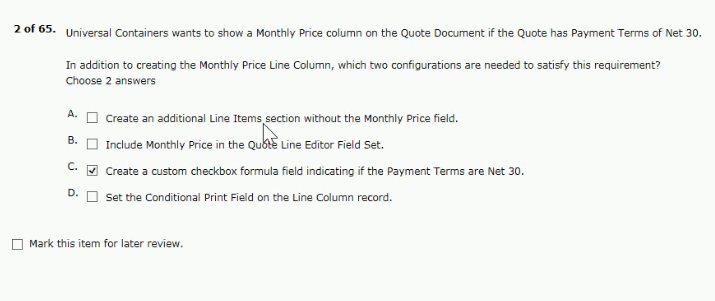 2 of 65. Universal Containers wants to show a Monthly Price column on the Quote Document if the Quote has Payment Terms of Net 30.
In addition to creating the Monthly Price Line Column, which two configurations are needed to satisfy this requirement?
Choose 2 answers
A. Create an additional Line Items section without the Monthly Price field.
B. Include Monthly Price in the Quote Line Editor Field Set.
C. Create a custom checkbox formula field indicating if the Payment Terms are Net 30.
D. Set the Conditional Print Field on the Line Column record.
Mark this item for later review.